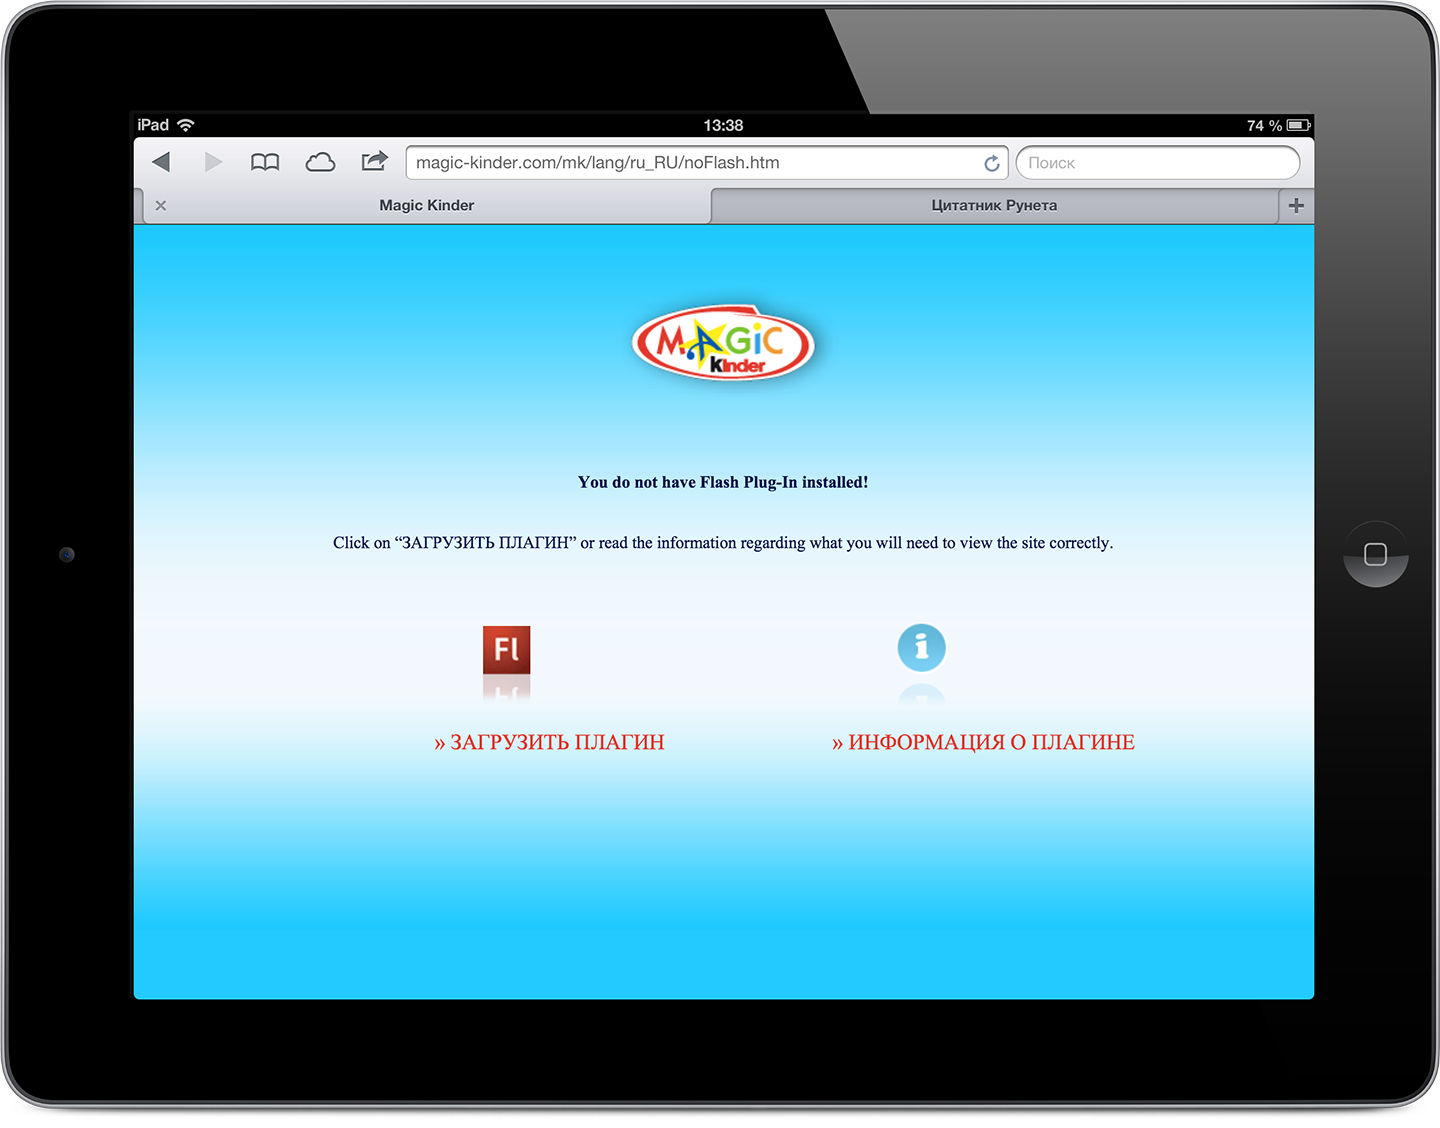 iPad 13:38 74 %
magic-kinder.com/mk/lang/ru_RU/noFlash.htm Поиск
Magic Kinder Цитатник Рунета
MAGiC
Kinder
You do not have Flash Plug-In installed!
Click on “ЗАГРУЗИТЬ ПЛАГИН” or read the information regarding what you will need to view the site correctly.
Fl i
» ЗАГРУЗИТЬ ПЛАГИН » ИНФОРМАЦИЯ О ПЛАГИНЕ